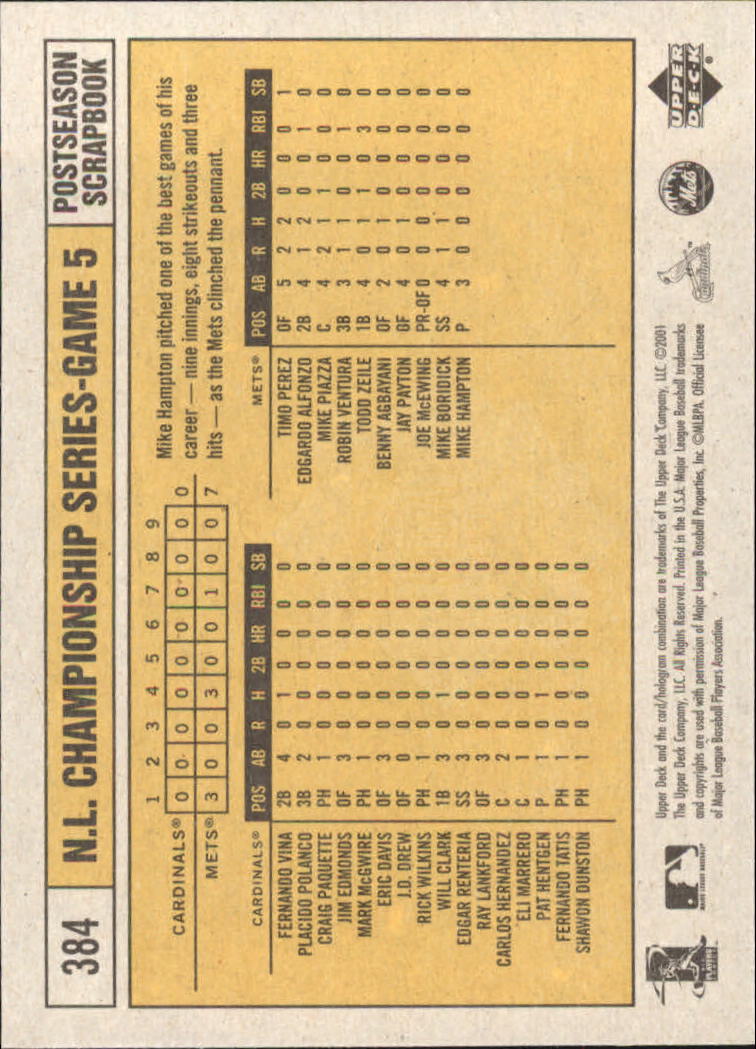 384 N.L. CHAMPIONSHIP SERIES-GAME 5 POSTSEASON SCRAPBOOK
1 2 3 4 5 6 7 8 9
CARDINALS® 0 0 0 0 0 0 0 0 0 0
METS® 3 0 0 3 0 0 1 0 0 7
Mike Hampton pitched one of the best games of his
career — nine innings, eight strikeouts and three
hits — as the Mets clinched the pennant.
CARDINALS® POS AB R H 2B HR RBI SB
FERNANDO VINA 2B 4 0 1 0 0 0 0
PLACIDO POLANCO 3B 2 0 0 0 0 0 0
CRAIG PAQUETTE PH 1 0 0 0 0 0 0
JIM EDMONDS OF 3 0 0 0 0 0 0
MARK McGWIRE PH 1 0 0 0 0 0 0
ERIC DAVIS OF 3 0 0 0 0 0 0
J.D. DREW OF 0 0 0 0 0 0 0
RICK WILKINS PH 1 0 0 0 0 0 0
WILL CLARK 1B 3 0 1 0 0 0 0
EDGAR RENTERIA SS 3 0 0 0 0 0 0
RAY LANKFORD OF 3 0 0 0 0 0 0
CARLOS HERNANDEZ C 2 0 0 0 0 0 0
ELI MARRERO C 1 0 0 0 0 0 0
PAT HENTGEN P 1 0 1 0 0 0 0
FERNANDO TATIS PH 1 0 0 0 0 0 0
SHAWON DUNSTON PH 1 0 0 0 0 0 0
METS® POS AB R H 2B HR RBI SB
TIMO PEREZ OF 5 2 2 0 0 0 1
EDGARDO ALFONZO 2B 4 1 2 0 0 1 0
MIKE PIAZZA C 4 2 1 1 0 0 0
ROBIN VENTURA 3B 3 1 1 0 0 1 0
TODD ZEILE 1B 4 0 1 1 0 3 0
BENNY AGBAYANI OF 2 0 1 0 0 0 0
JAY PAYTON OF 4 0 1 0 0 0 0
JOE McEWING PR-OF 0 0 0 0 0 0 0
MIKE BORIDICK SS 4 1 1 0 0 0 0
MIKE HAMPTON P 3 0 0 0 0 0 0
PLAYERS
MAJOR LEAGUE BASEBALL®
Upper Deck and the card/hologram combination are trademarks of The Upper Deck Company, LLC. ©2001
The Upper Deck Company, LLC. All Rights Reserved. Printed in the U.S.A. Major League Baseball trademarks
and copyrights are used with permission of Major League Baseball Properties, Inc. ©MLBPA. Official Licensee
of Major League Baseball Players Association.
Cardinals™
Mets
UPPER DECK®